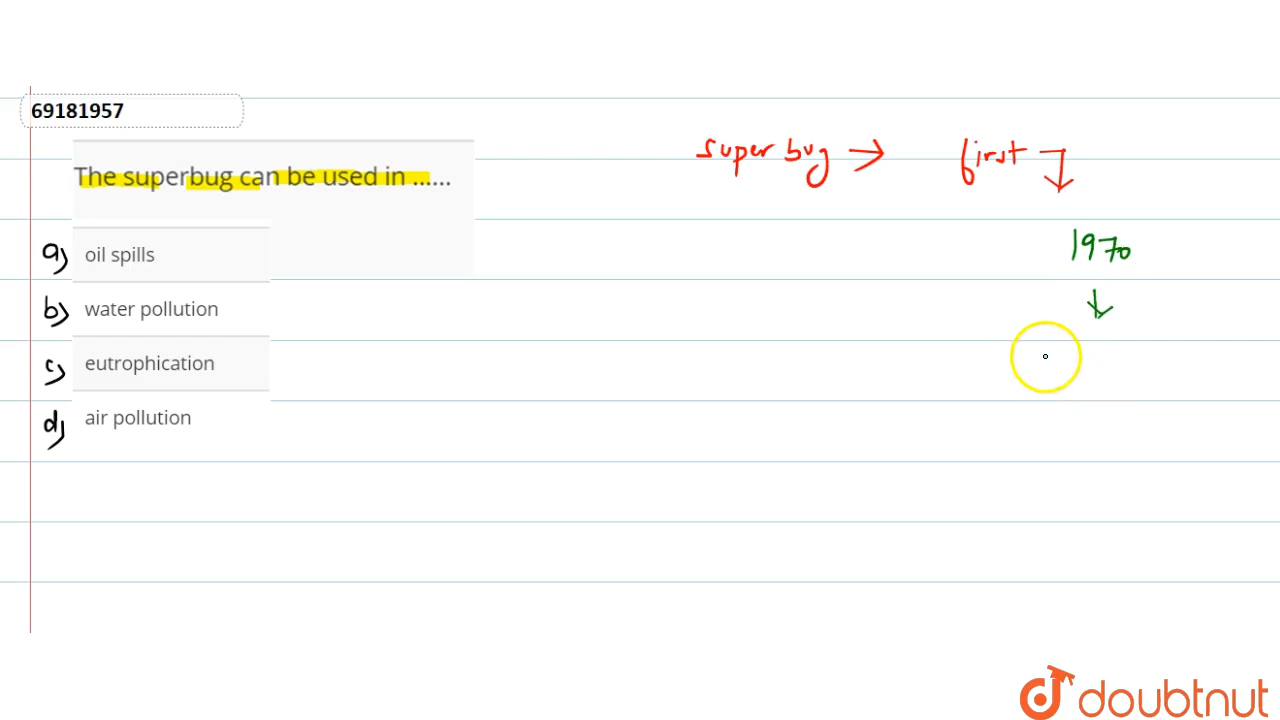 69181957
The superbug can be used in ......
a) oil spills
b) water pollution
c) eutrophication
d) air pollution
super bug → first
1970
doubtnut